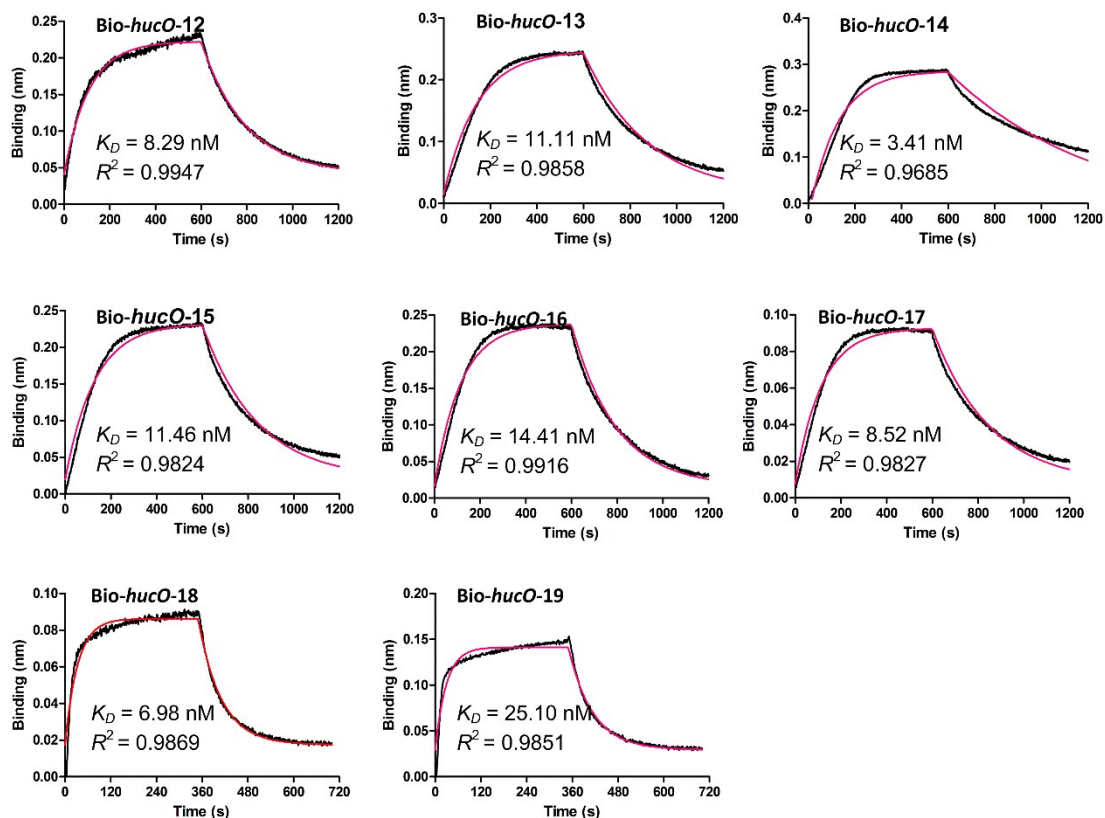 Bio-hucO-12
Binding (nm)
0.25
0.20
0.15
0.10
0.05
0.00
K_D = 8.29 nM
R² = 0.9947
0 200 400 600 800 1000 1200
Time (s)
Bio-hucO-13
Binding (nm)
0.3
0.2
0.1
0.0
K_D = 11.11 nM
R² = 0.9858
0 200 400 600 800 1000 1200
Time (s)
Bio-hucO-14
Binding (nm)
0.4
0.3
0.2
0.1
0.0
K_D = 3.41 nM
R² = 0.9685
0 200 400 600 800 1000 1200
Time (s)
Bio-hucO-15
Binding (nm)
0.25
0.20
0.15
0.10
0.05
0.00
K_D = 11.46 nM
R² = 0.9824
0 200 400 600 800 1000 1200
Time (s)
Bio-hucO-16
Binding (nm)
0.25
0.20
0.15
0.10
0.05
0.00
K_D = 14.41 nM
R² = 0.9916
0 200 400 600 800 1000 1200
Time (s)
Bio-hucO-17
Binding (nm)
0.10
0.08
0.06
0.04
0.02
0.00
K_D = 8.52 nM
R² = 0.9827
0 200 400 600 800 1000 1200
Time (s)
Bio-hucO-18
Binding (nm)
0.10
0.08
0.06
0.04
0.02
0.00
K_D = 6.98 nM
R² = 0.9869
0 120 240 360 480 600 720
Time (s)
Bio-hucO-19
Binding (nm)
0.20
0.15
0.10
0.05
0.00
K_D = 25.10 nM
R² = 0.9851
0 120 240 360 480 600 720
Time (s)